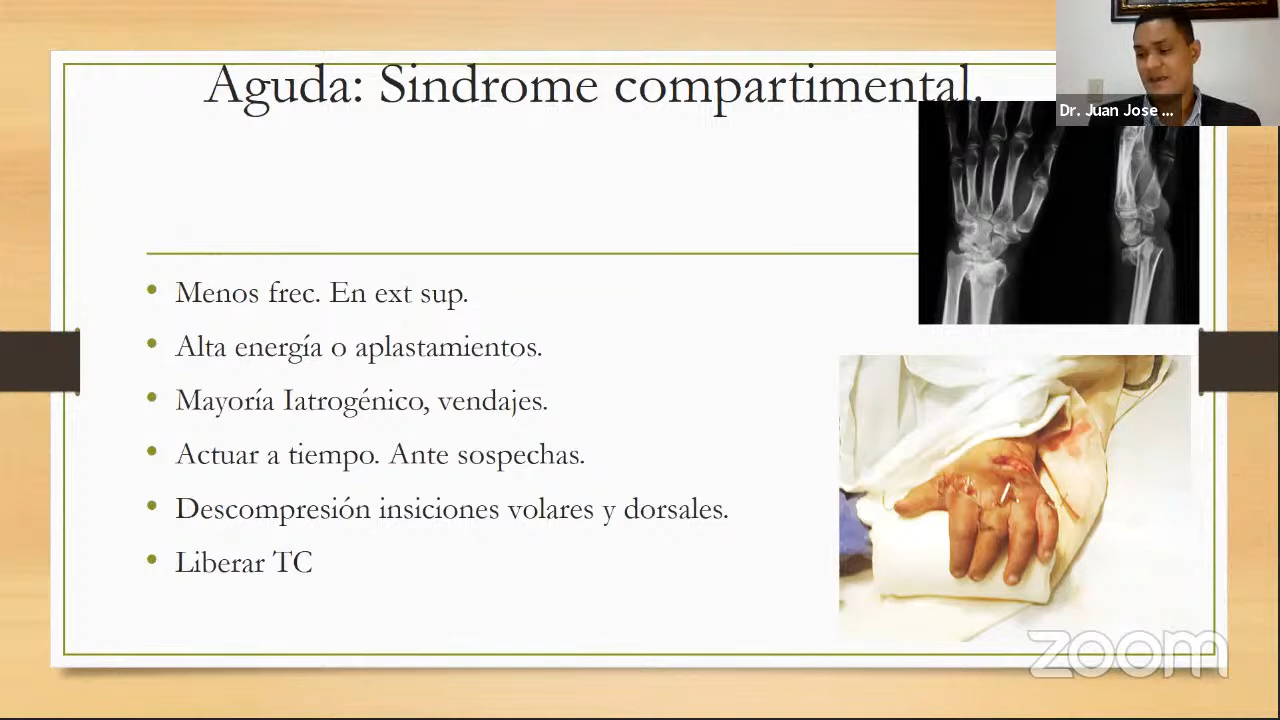 Aguda: Sindrome compartimental.
Dr. Juan Jose ...
• Menos frec. En ext sup.
• Alta energía o aplastamientos.
• Mayoría Iatrogénico, vendajes.
• Actuar a tiempo. Ante sospechas.
• Descompresión insiciones volares y dorsales.
• Liberar TC
zoom